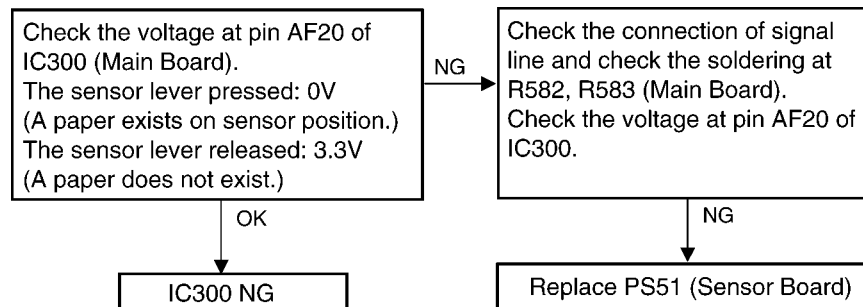 Check the voltage at pin AF20 of
IC300 (Main Board).
The sensor lever pressed: 0V
(A paper exists on sensor position.)
The sensor lever released: 3.3V
(A paper does not exist.)
NG
Check the connection of signal
line and check the soldering at
R582, R583 (Main Board).
Check the voltage at pin AF20 of
IC300.
OK
NG
IC300 NG
Replace PS51 (Sensor Board)